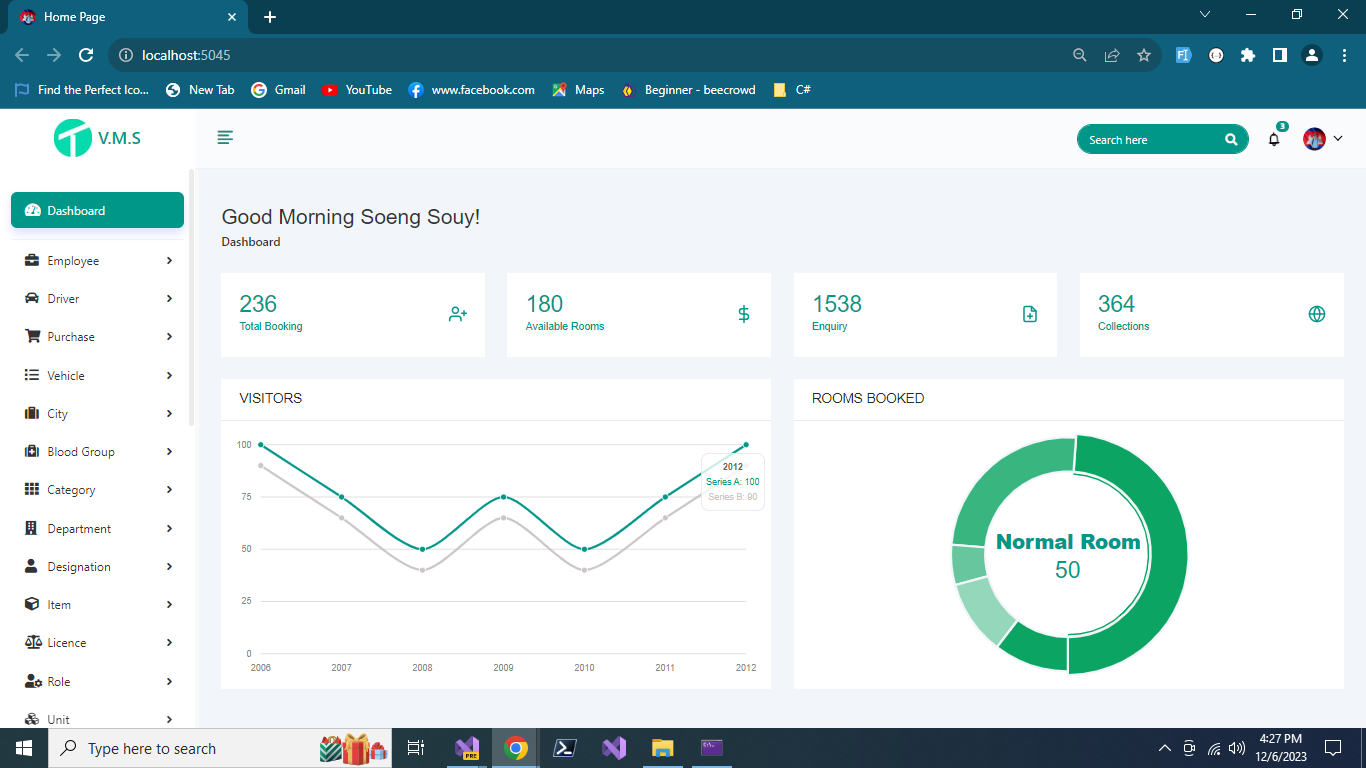 Home Page
localhost:5045
Find the Perfect Ico...
New Tab
Gmail
YouTube
www.facebook.com
Maps
Beginner - beecrowd
C#
V.M.S
Search here
3
Dashboard
Employee
Driver
Purchase
Vehicle
City
Blood Group
Category
Department
Designation
Item
Licence
Role
Unit
Good Morning Soeng Souy!
Dashboard
236
Total Booking
180
Available Rooms
1538
Enquiry
364
Collections
VISITORS
100
75
50
25
0
2006
2007
2008
2009
2010
2011
2012
2012
Series A: 100
Series B: 90
ROOMS BOOKED
Normal Room
50
Type here to search
PRE
4:27 PM
12/6/2023